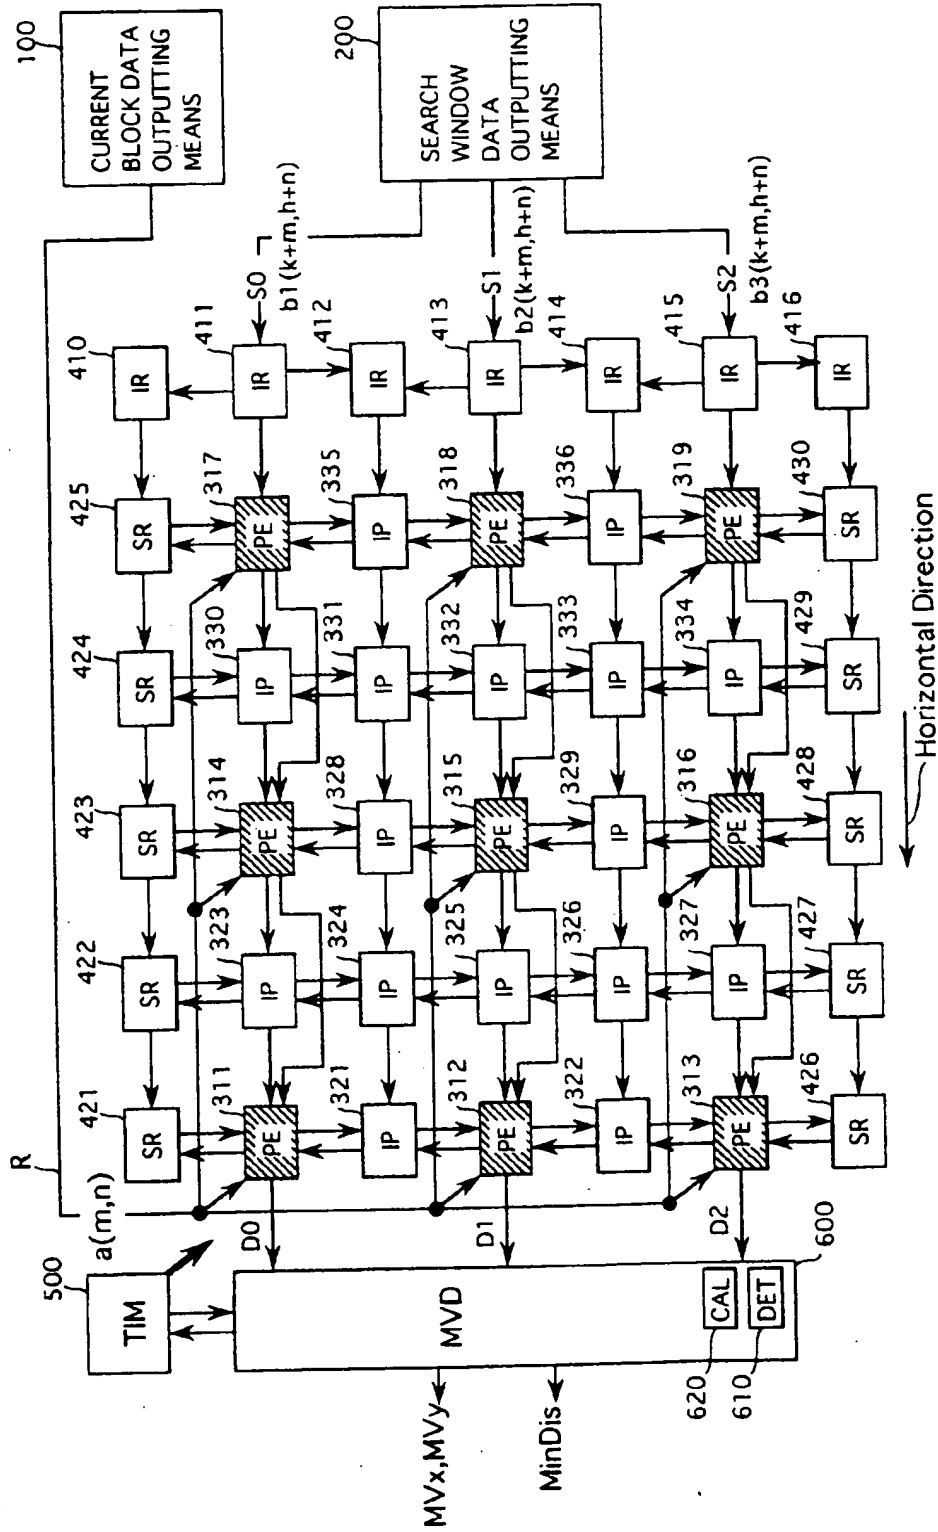 CURRENT
BLOCK DATA
OUTPUTTING
MEANS
100
SEARCH
WINDOW
DATA
OUTPUTTING
MEANS
200
R
a(m,n)
S0
b1(k+m,h+n)
S1
b2(k+m,h+n)
S2
b3(k+m,h+n)
TIM
500
SR 421
SR 422
SR 423
SR 424
SR 425
IR 410
PE 311
IP 323
PE 314
IP 330
PE 317
IR 411
IP 321
IP 324
IP 328
IP 331
IP 335
IR 412
PE 312
IP 325
PE 315
IP 332
PE 318
IR 413
IP 322
IP 326
IP 329
IP 333
IP 336
IR 414
PE 313
IP 327
PE 316
IP 334
PE 319
IR 415
SR 426
SR 427
SR 428
SR 429
SR 430
IR 416
D0
D1
D2
MVD
600
CAL
620
DET
610
MVx,MVy
MinDis
Horizontal Direction